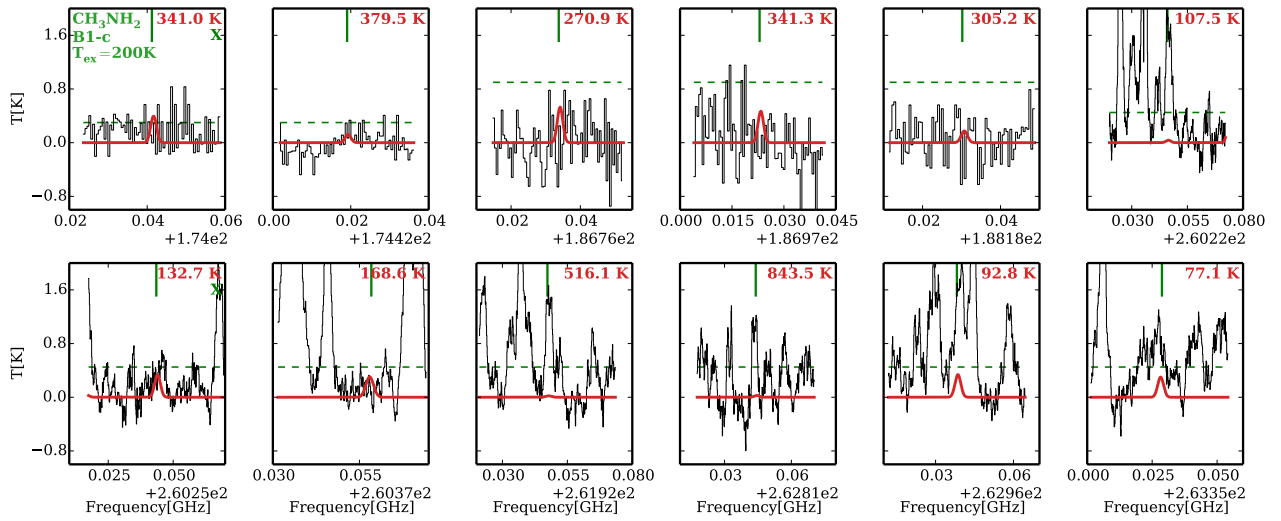 CH3NH2 341.0 K
B1-c X
Tex=200K
379.5 K
270.9 K
341.3 K
305.2 K
107.5 K
T[K]
1.6
0.8
0.0
−0.8
0.02 0.04 0.06
+1.74e2
0.00 0.02 0.04
+1.7442e2
0.02 0.04
+1.8676e2
0.000 0.015 0.030 0.045
+1.8697e2
0.02 0.04
+1.8818e2
0.030 0.055 0.080
+2.6022e2
132.7 K
X
168.6 K
516.1 K
843.5 K
92.8 K
77.1 K
T[K]
1.6
0.8
0.0
−0.8
0.025 0.050
+2.6025e2
Frequency[GHz]
0.030 0.055
+2.6037e2
Frequency[GHz]
0.030 0.055 0.080
+2.6192e2
Frequency[GHz]
0.03 0.06
+2.6281e2
Frequency[GHz]
0.03 0.06
+2.6296e2
Frequency[GHz]
0.000 0.025 0.050
+2.6335e2
Frequency[GHz]